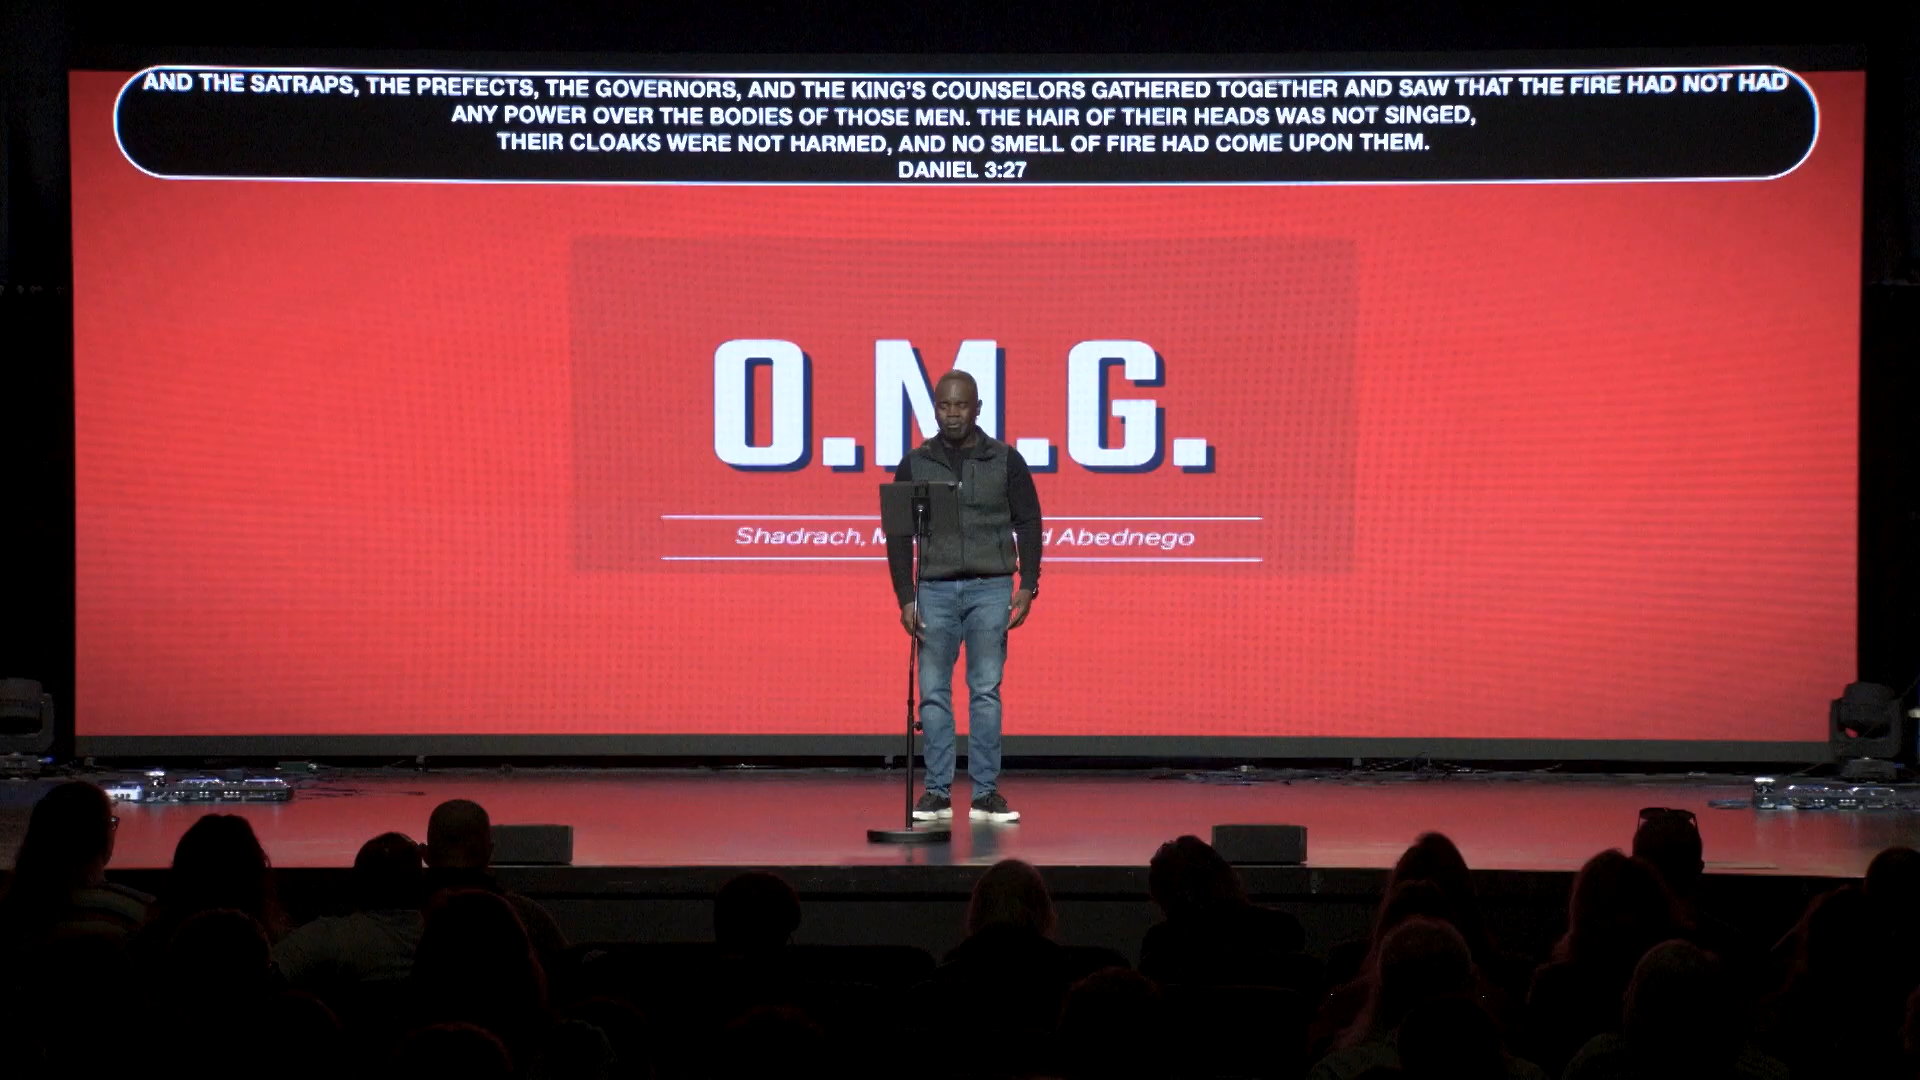 AND THE SATRAPS, THE PREFECTS, THE GOVERNORS, AND THE KING'S COUNSELORS GATHERED TOGETHER AND SAW THAT THE FIRE HAD NOT HAD
ANY POWER OVER THE BODIES OF THOSE MEN. THE HAIR OF THEIR HEADS WAS NOT SINGED,
THEIR CLOAKS WERE NOT HARMED, AND NO SMELL OF FIRE HAD COME UPON THEM.
DANIEL 3:27
O.M.G.
Shadrach, Abednego